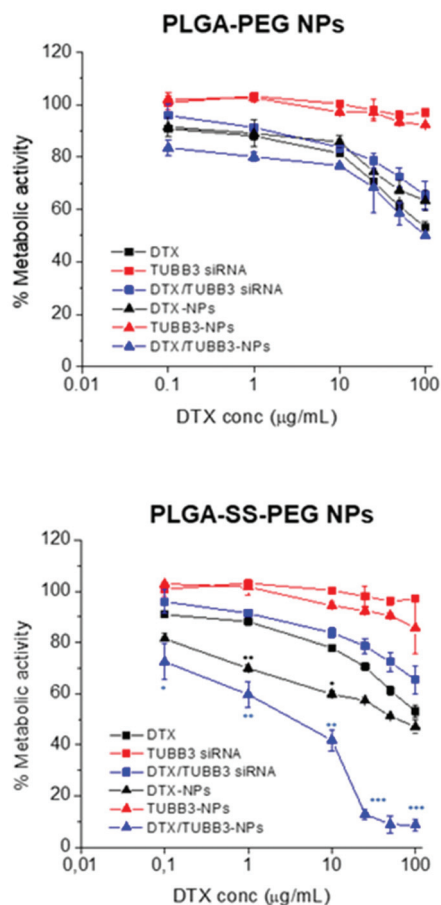 PLGA-PEG NPs
120
100
80
60
40
20
0
% Metabolic activity
DTX
TUBB3 siRNA
DTX/TUBB3 siRNA
DTX-NPs
TUBB3-NPs
DTX/TUBB3-NPs
0.01
0.1
1
10
100
DTX conc (μg/mL)
PLGA-SS-PEG NPs
120
100
80
60
40
20
0
% Metabolic activity
**
*
*
**
**
***
***
DTX
TUBB3 siRNA
DTX/TUBB3 siRNA
DTX-NPs
TUBB3-NPs
DTX/TUBB3-NPs
0,01
0,1
1
10
100
DTX conc (μg/mL)